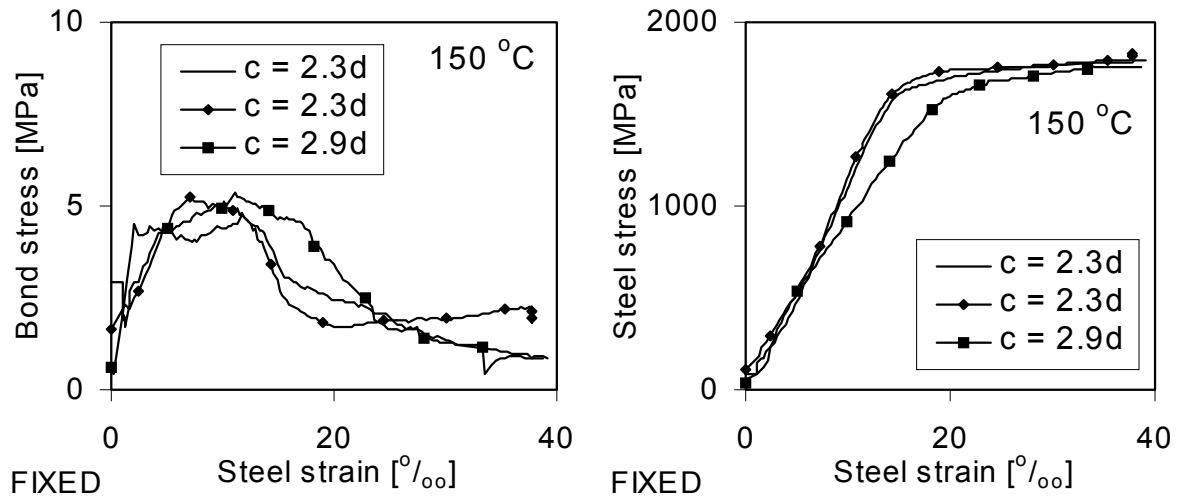 10
5
0
Bond stress [MPa]
150 °C
c = 2.3d
c = 2.3d
c = 2.9d
0 20 40
Steel strain [°/oo]
FIXED
2000
1000
0
Steel stress [MPa]
150 °C
c = 2.3d
c = 2.3d
c = 2.9d
0 20 40
Steel strain [°/oo]
FIXED